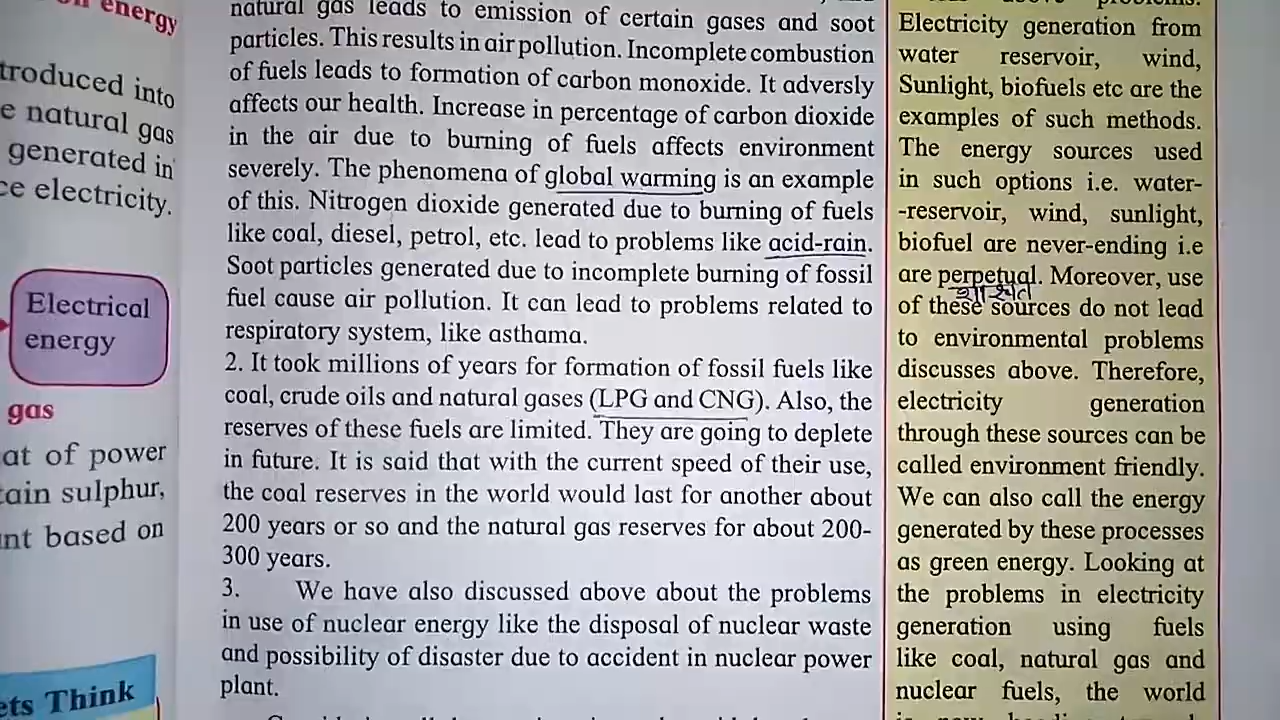 energy
troduced into
e natural gas
generated in
ce electricity.
Electrical
energy
gas
at of power
tain sulphur,
nt based on
ets Think
natural gas leads to emission of certain gases and soot
particles. This results in air pollution. Incomplete combustion
of fuels leads to formation of carbon monoxide. It adversly
affects our health. Increase in percentage of carbon dioxide
in the air due to burning of fuels affects environment
severely. The phenomena of global warming is an example
of this. Nitrogen dioxide generated due to burning of fuels
like coal, diesel, petrol, etc. lead to problems like acid-rain.
Soot particles generated due to incomplete burning of fossil
fuel cause air pollution. It can lead to problems related to
respiratory system, like asthama.
2. It took millions of years for formation of fossil fuels like
coal, crude oils and natural gases (LPG and CNG). Also, the
reserves of these fuels are limited. They are going to deplete
in future. It is said that with the current speed of their use,
the coal reserves in the world would last for another about
200 years or so and the natural gas reserves for about 200-
300 years.
3. We have also discussed above about the problems
in use of nuclear energy like the disposal of nuclear waste
and possibility of disaster due to accident in nuclear power
plant.
Electricity generation from
water reservoir, wind,
Sunlight, biofuels etc are the
examples of such methods.
The energy sources used
in such options i.e. water-
-reservoir, wind, sunlight,
biofuel are never-ending i.e
are perpetual. Moreover, use
शाश्वत
of these sources do not lead
to environmental problems
discusses above. Therefore,
electricity generation
through these sources can be
called environment friendly.
We can also call the energy
generated by these processes
as green energy. Looking at
the problems in electricity
generation using fuels
like coal, natural gas and
nuclear fuels, the world